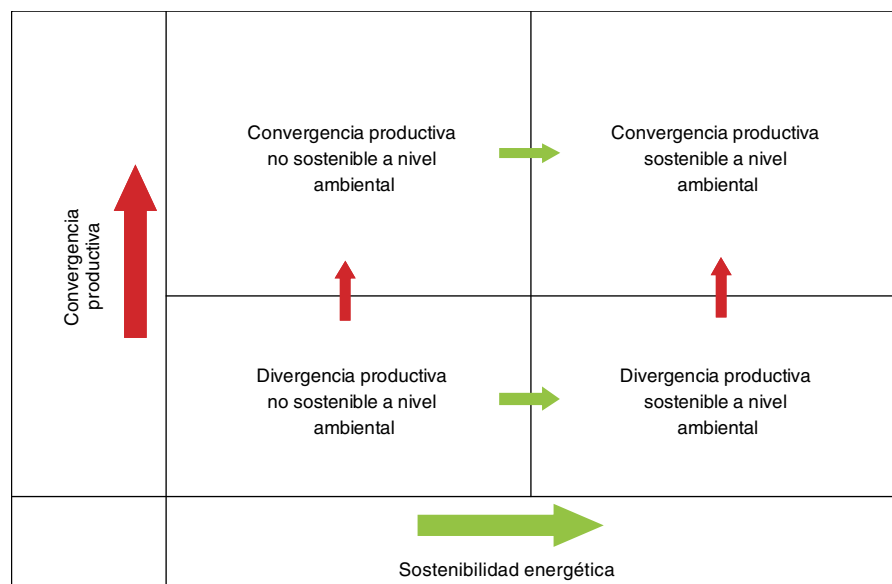 Convergencia productiva
no sostenible a nivel
ambiental
Convergencia productiva
sostenible a nivel
ambiental
Convergencia
productiva
Divergencia productiva
no sostenible a nivel
ambiental
Divergencia productiva
sostenible a nivel
ambiental
Sostenibilidad energética